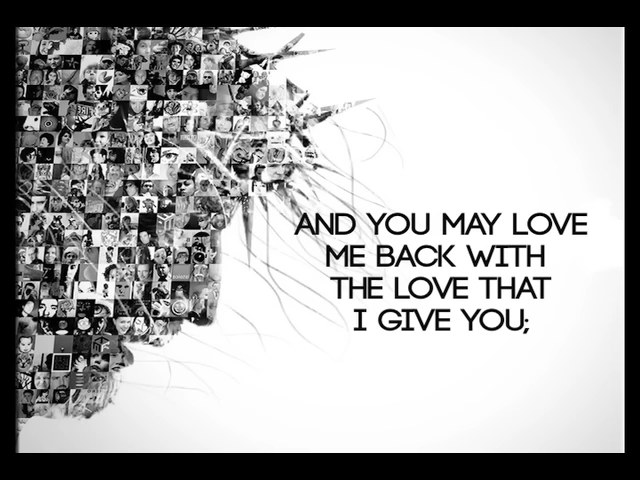 AND YOU MAY LOVE
ME BACK WITH
THE LOVE THAT
I GIVE YOU;